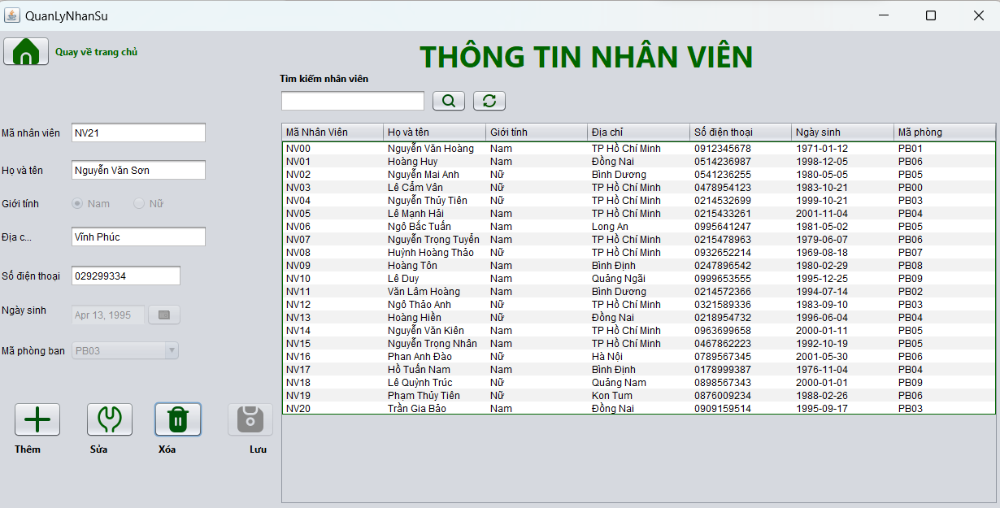 QuanLyNhanSu
Quay về trang chủ
THÔNG TIN NHÂN VIÊN
Tìm kiếm nhân viên
Mã nhân viên NV21
Họ và tên Nguyễn Văn Sơn
Giới tính Nam Nữ
Địa c... Vĩnh Phúc
Số điện thoại 029299334
Ngày sinh Apr 13, 1995
Mã phòng ban PB03
Thêm Sửa Xóa Lưu
Mã Nhân Viên Họ và tên Giới tính Địa chỉ Số điện thoại Ngày sinh Mã phòng
NV00 Nguyễn Văn Hoàng Nam TP Hồ Chí Minh 0912345678 1971-01-12 PB01
NV01 Hoàng Huy Nam Đồng Nai 0514236987 1998-12-05 PB06
NV02 Nguyễn Mai Anh Nữ Bình Dương 0541236255 1980-05-05 PB05
NV03 Lê Cẩm Vân Nữ TP Hồ Chí Minh 0478954123 1983-10-21 PB00
NV04 Nguyễn Thủy Tiên Nữ TP Hồ Chí Minh 0214532699 1999-10-21 PB03
NV05 Lê Mạnh Hải Nam TP Hồ Chí Minh 0215433261 2001-11-04 PB04
NV06 Ngô Bắc Tuấn Nam Long An 0995641247 1981-05-02 PB05
NV07 Nguyễn Trọng Tuyển Nam TP Hồ Chí Minh 0215478963 1979-06-07 PB06
NV08 Huỳnh Hoàng Thảo Nữ TP Hồ Chí Minh 0932652214 1969-08-18 PB07
NV09 Hoàng Tôn Nam Bình Định 0247896542 1980-02-29 PB08
NV10 Lê Duy Nam Quảng Ngãi 0999653555 1995-12-25 PB09
NV11 Văn Lâm Hoàng Nam Bình Dương 0214572366 1994-07-14 PB02
NV12 Ngô Thảo Anh Nữ TP Hồ Chí Minh 0321589336 1983-09-10 PB03
NV13 Hoàng Hiền Nữ Đồng Nai 0218954732 1996-06-04 PB04
NV14 Nguyễn Văn Kiên Nam TP Hồ Chí Minh 0963699658 2000-01-11 PB05
NV15 Nguyễn Trọng Nhân Nam TP Hồ Chí Minh 0467862223 1992-10-19 PB05
NV16 Phan Anh Đào Nữ Hà Nội 0789567345 2001-05-30 PB06
NV17 Hồ Tuấn Nam Nam Bình Định 0178999387 1976-11-04 PB04
NV18 Lê Quỳnh Trúc Nữ Quảng Nam 0898567343 2000-01-01 PB09
NV19 Phạm Thủy Tiên Nữ Kon Tum 0876009234 1988-02-26 PB06
NV20 Trần Gia Bảo Nam Đồng Nai 0909159514 1995-09-17 PB03